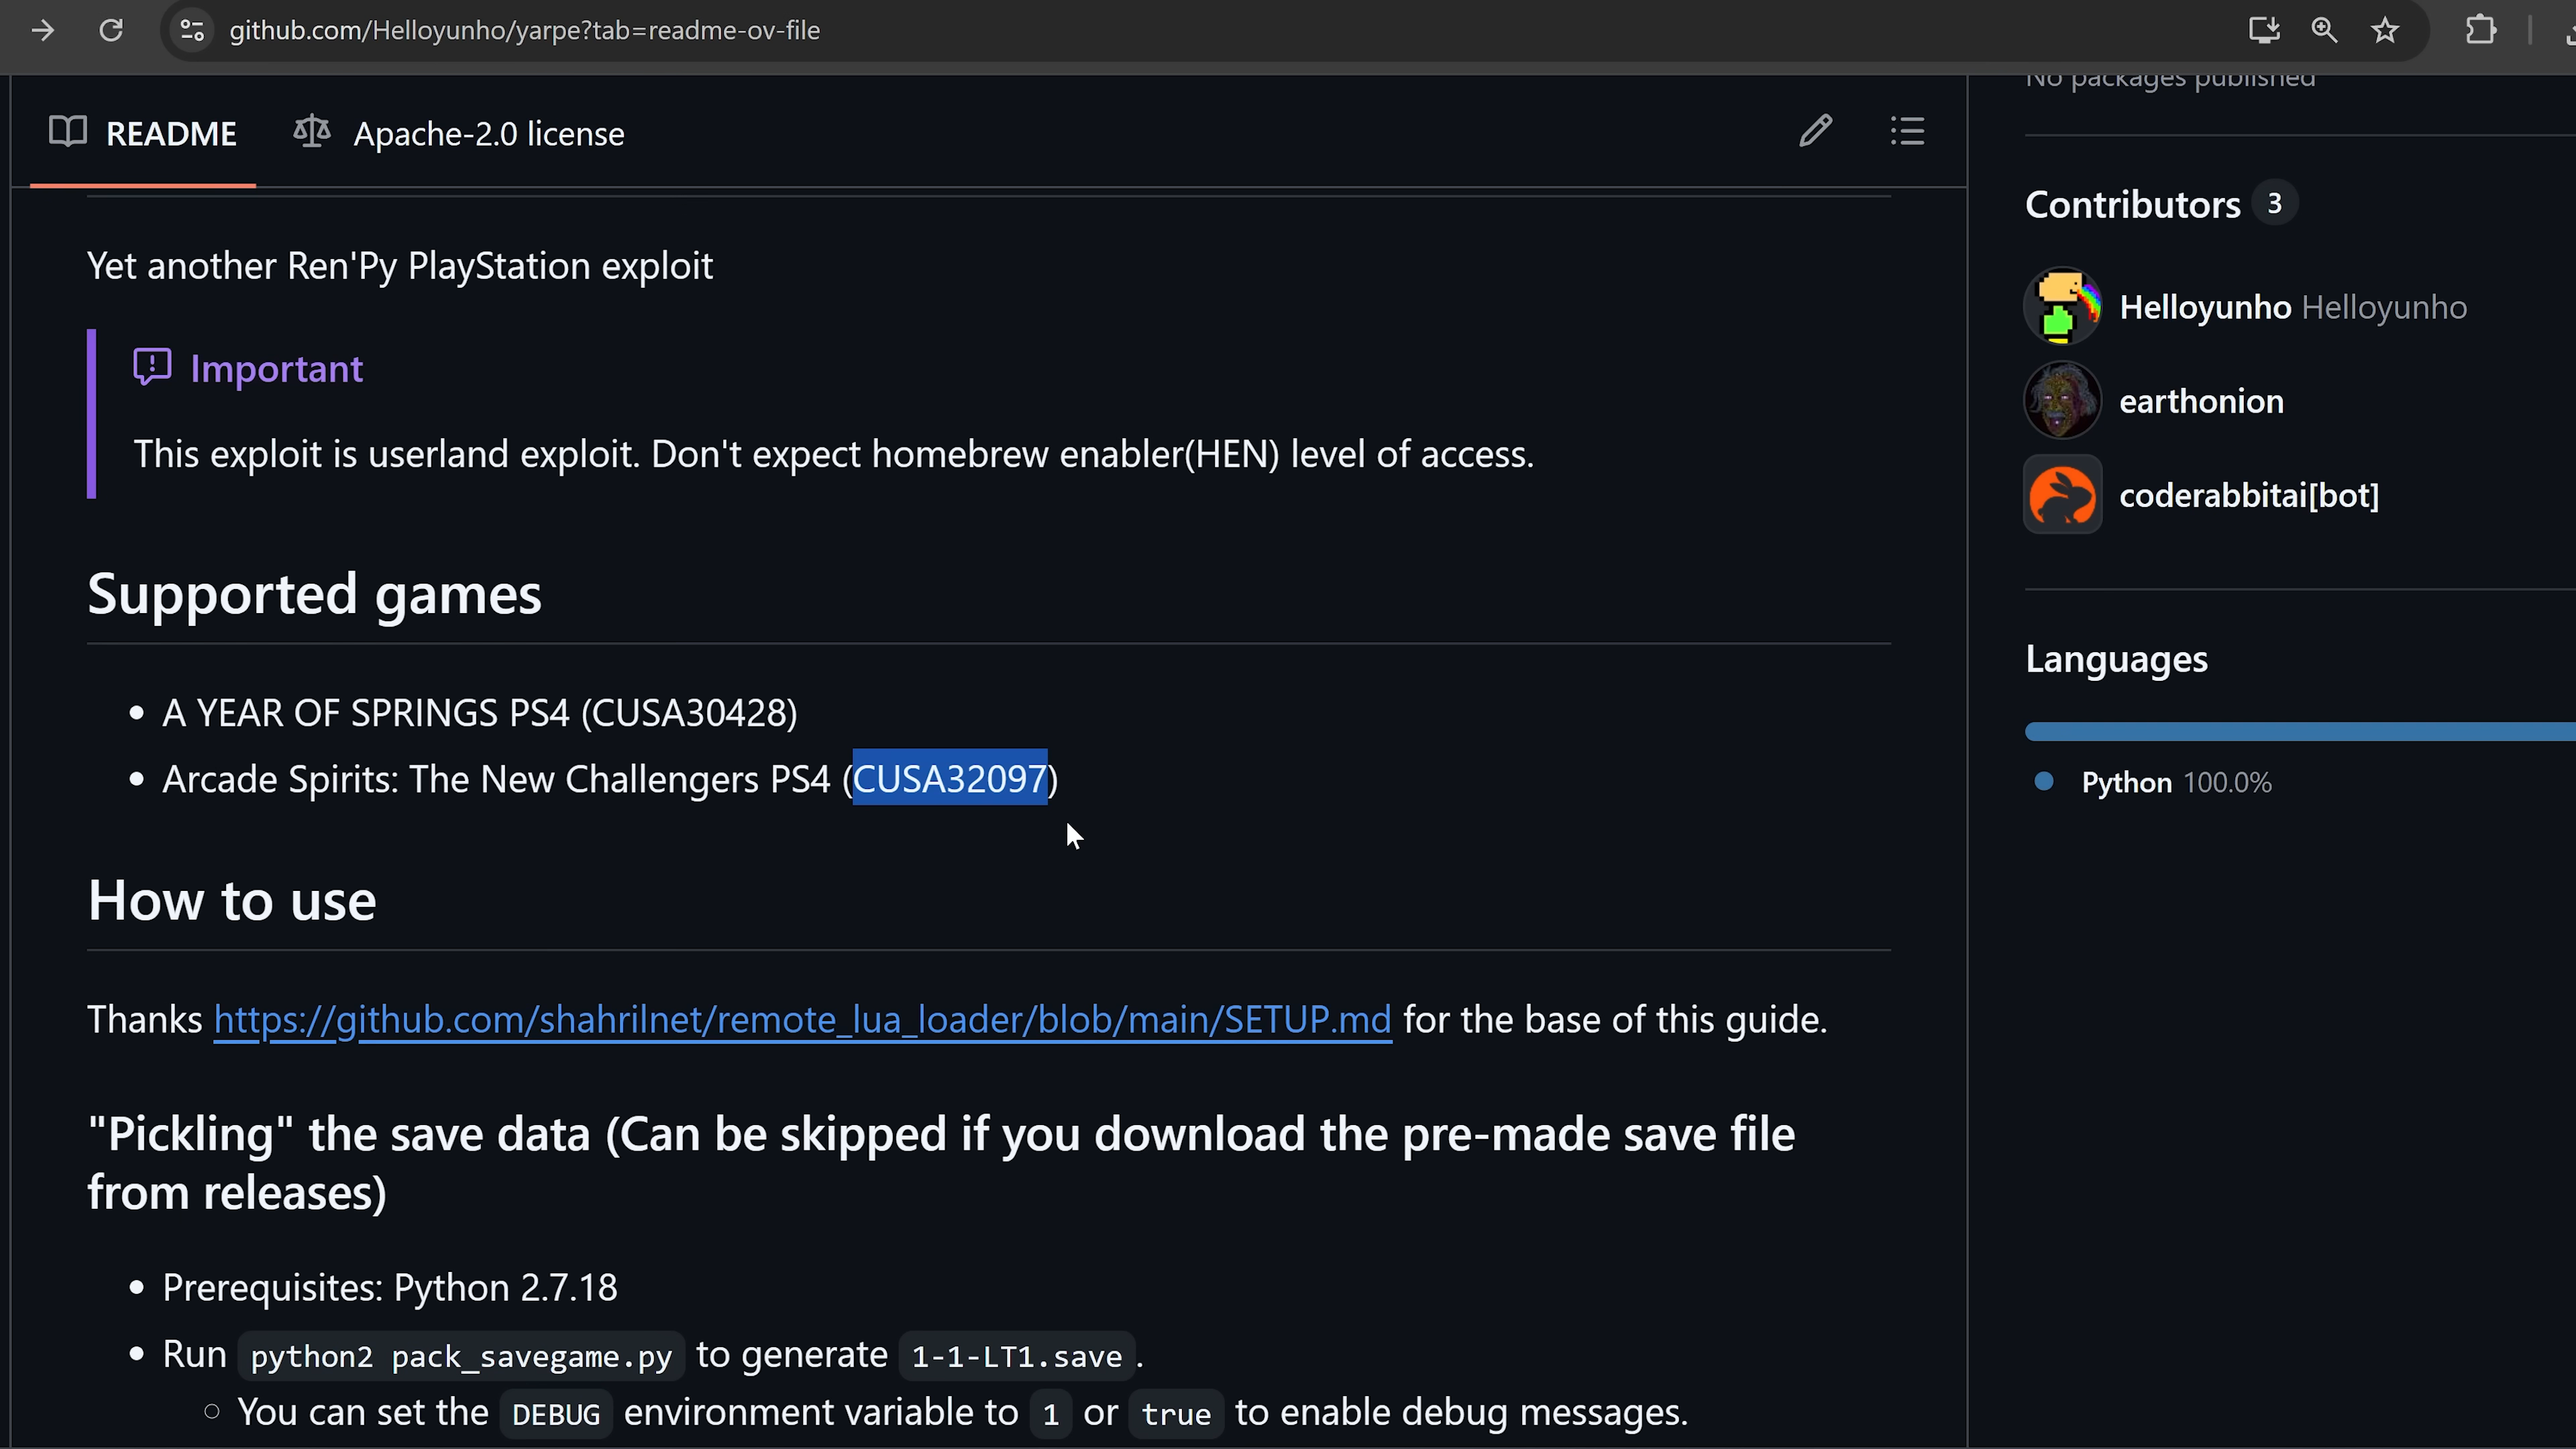 github.com/Helloyunho/yarpe?tab=readme-ov-file
README
Apache-2.0 license
Yet another Ren'Py PlayStation exploit
Important
This exploit is userland exploit. Don't expect homebrew enabler(HEN) level of access.
Supported games
A YEAR OF SPRINGS PS4 (CUSA30428)
Arcade Spirits: The New Challengers PS4 (CUSA32097)
How to use
Thanks https://github.com/shahrilnet/remote_lua_loader/blob/main/SETUP.md for the base of this guide.
"Pickling" the save data (Can be skipped if you download the pre-made save file
from releases)
Prerequisites: Python 2.7.18
Run python2 pack_savegame.py to generate 1-1-LT1.save.
You can set the DEBUG environment variable to 1 or true to enable debug messages.
No packages published
Contributors 3
Helloyunho Helloyunho
earthonion
coderabbitai[bot]
Languages
Python 100.0%